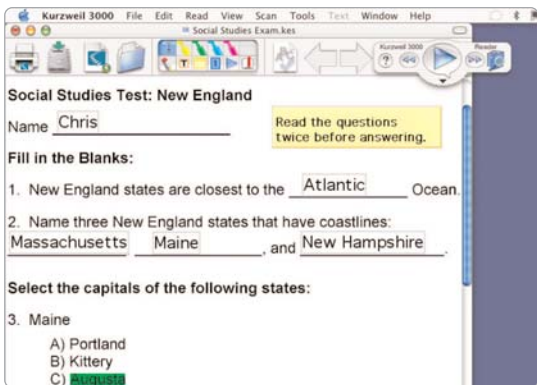 Kurzweil 3000 File Edit Read View Scan Tools Text Window Help
Social Studies Exam.kes
Kurzweil 3000 Reader
Social Studies Test: New England
Name Chris
Read the questions
twice before answering.
Fill in the Blanks:
1. New England states are closest to the Atlantic Ocean.
2. Name three New England states that have coastlines:
Massachusetts Maine, and New Hampshire.
Select the capitals of the following states:
3. Maine
A) Portland
B) Kittery
C) Augusta